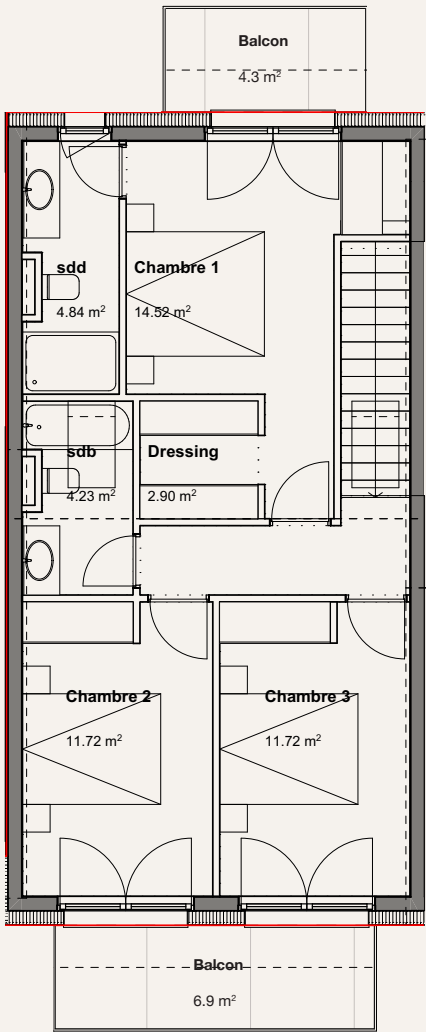 Balcon
4.3 m²
sdd
4.84 m²
Chambre 1
14.52 m²
sdb
4.23 m²
Dressing
2.90 m²
Chambre 2
11.72 m²
Chambre 3
11.72 m²
Balcon
6.9 m²